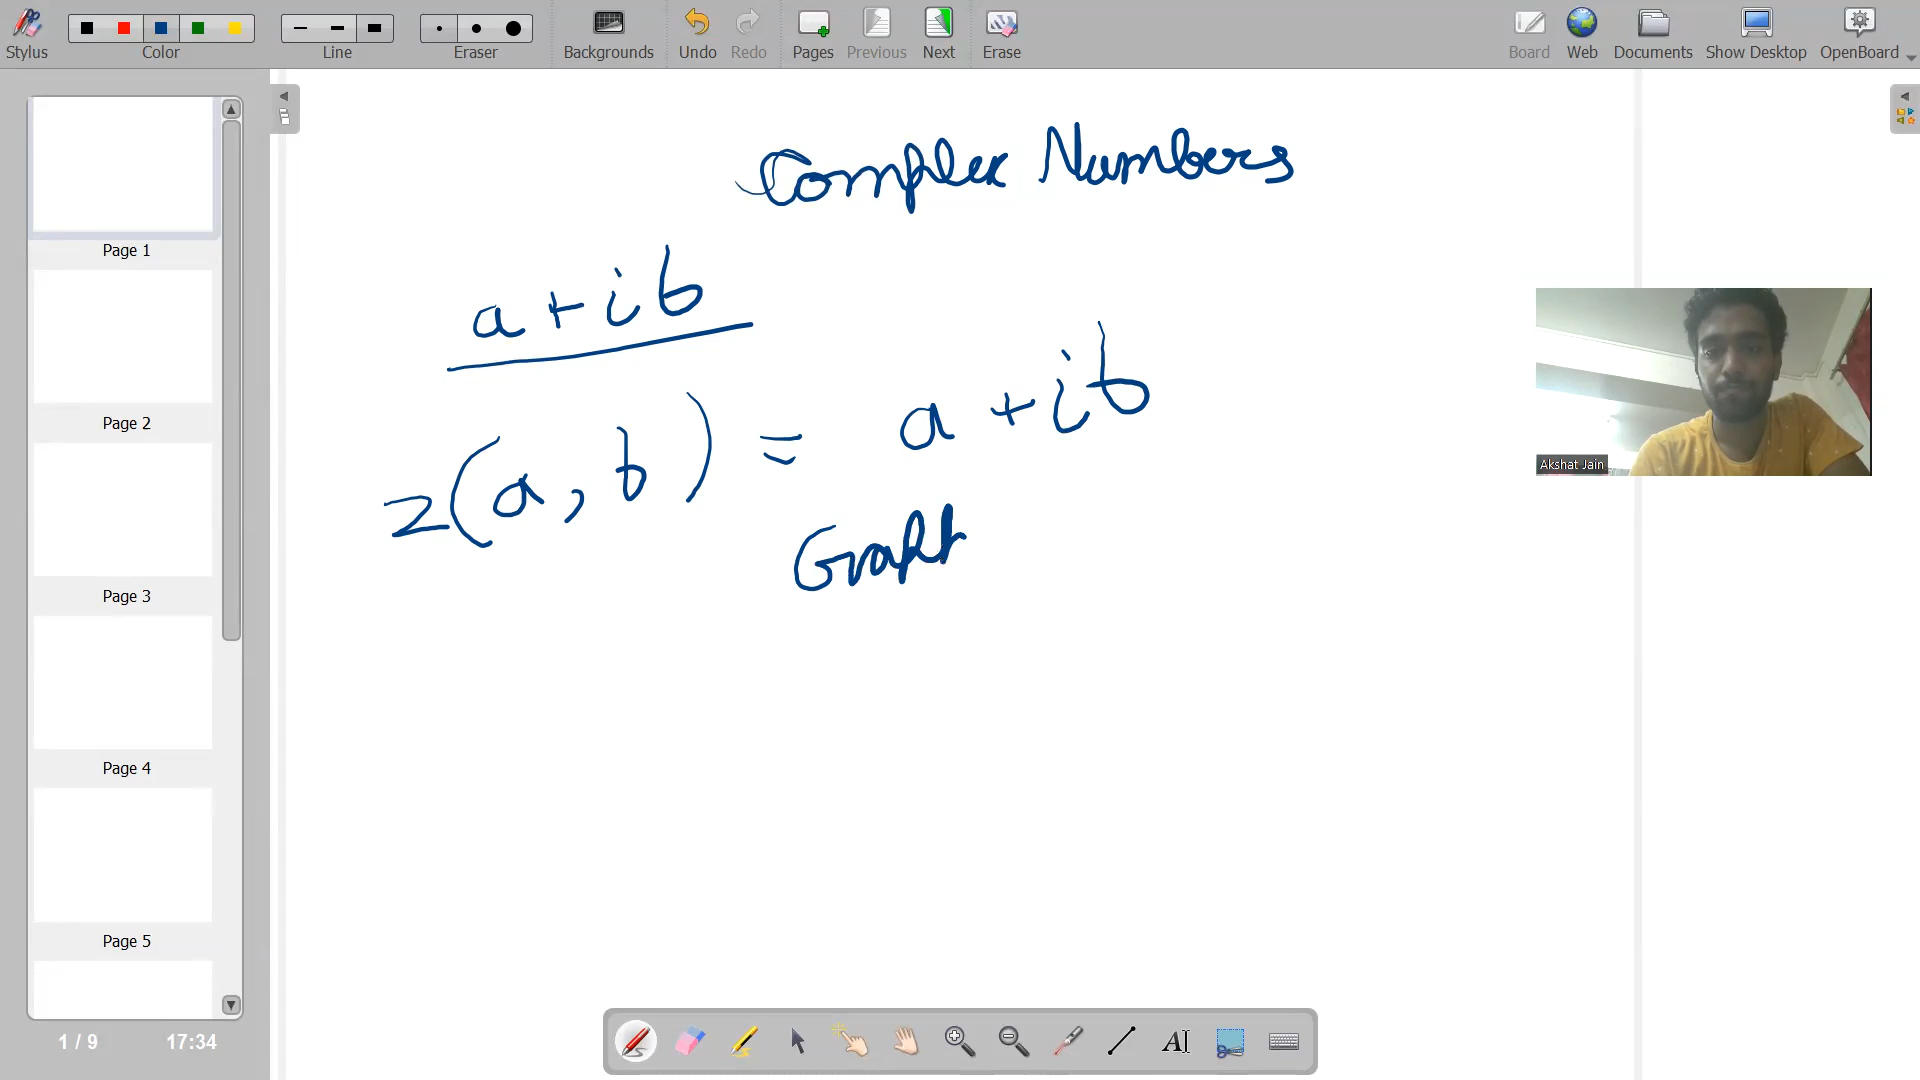 Stylus
Color
Line
Eraser
Backgrounds
Undo
Redo
Pages
Previous
Next
Erase
Board
Web
Documents
Show Desktop
OpenBoard
Complex Numbers
a+ib
z(a, b) = a+ib
Graph
Akshat Jain
Page 1
Page 2
Page 3
Page 4
Page 5
1 / 9 17:34
AI